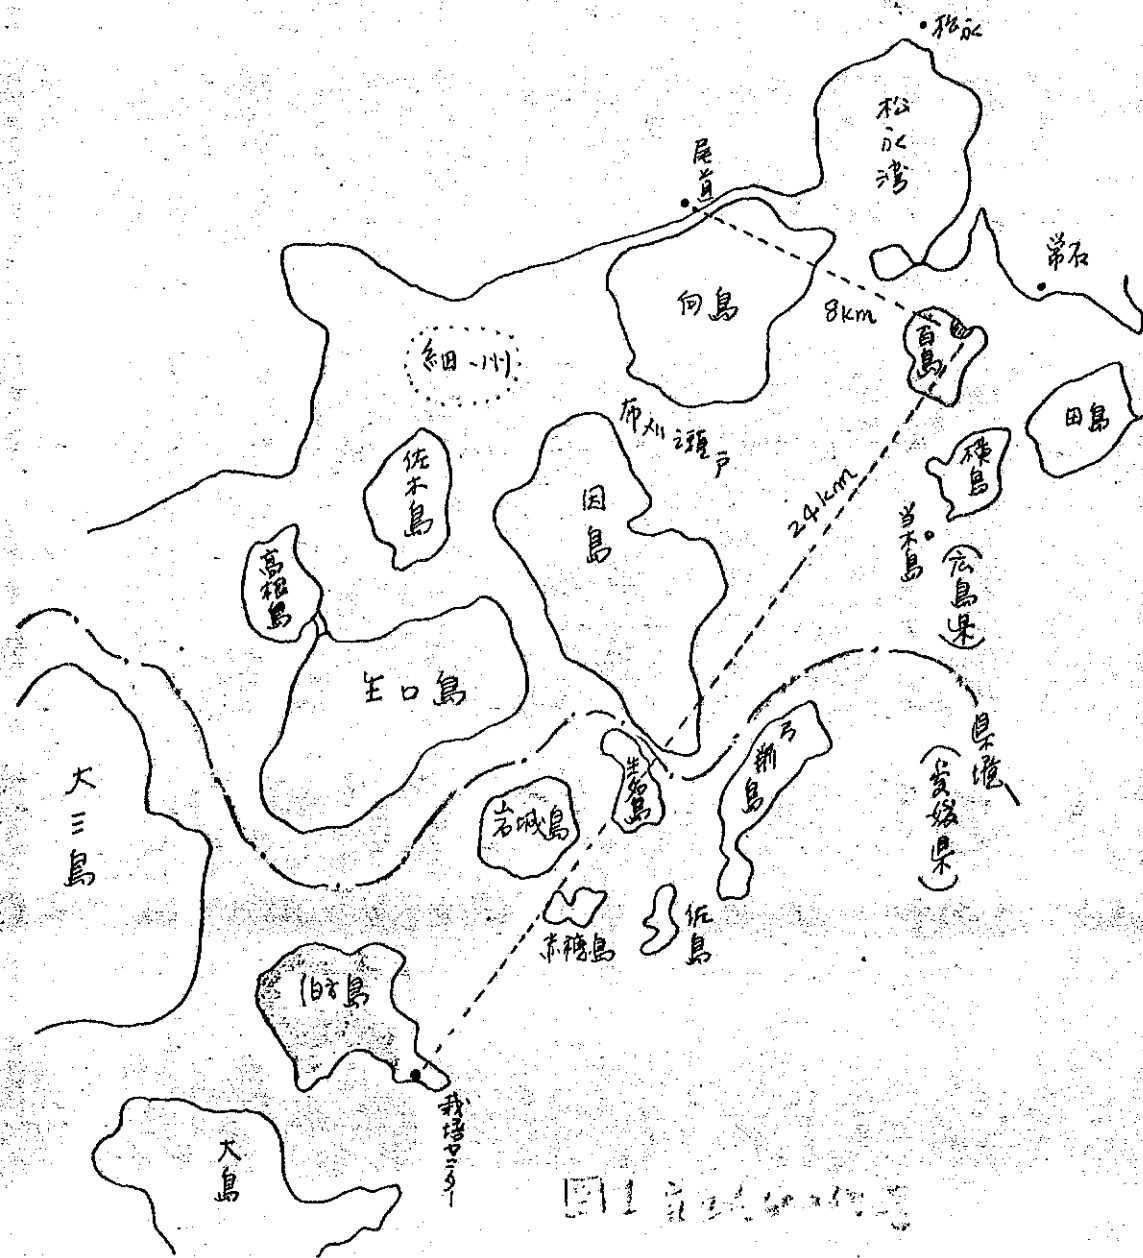 松永
松永湾
尾道
常石
向島
8km
百島
細ノ州
布刈瀬戸
田島
佐木島
横島
因島
24km
当木島
(広島県)
高根島
生口島
県境
弓削島
(愛媛県)
生名島
大三島
岩城島
赤穂島
佐島
伯方島
栽培センター
大島
図1